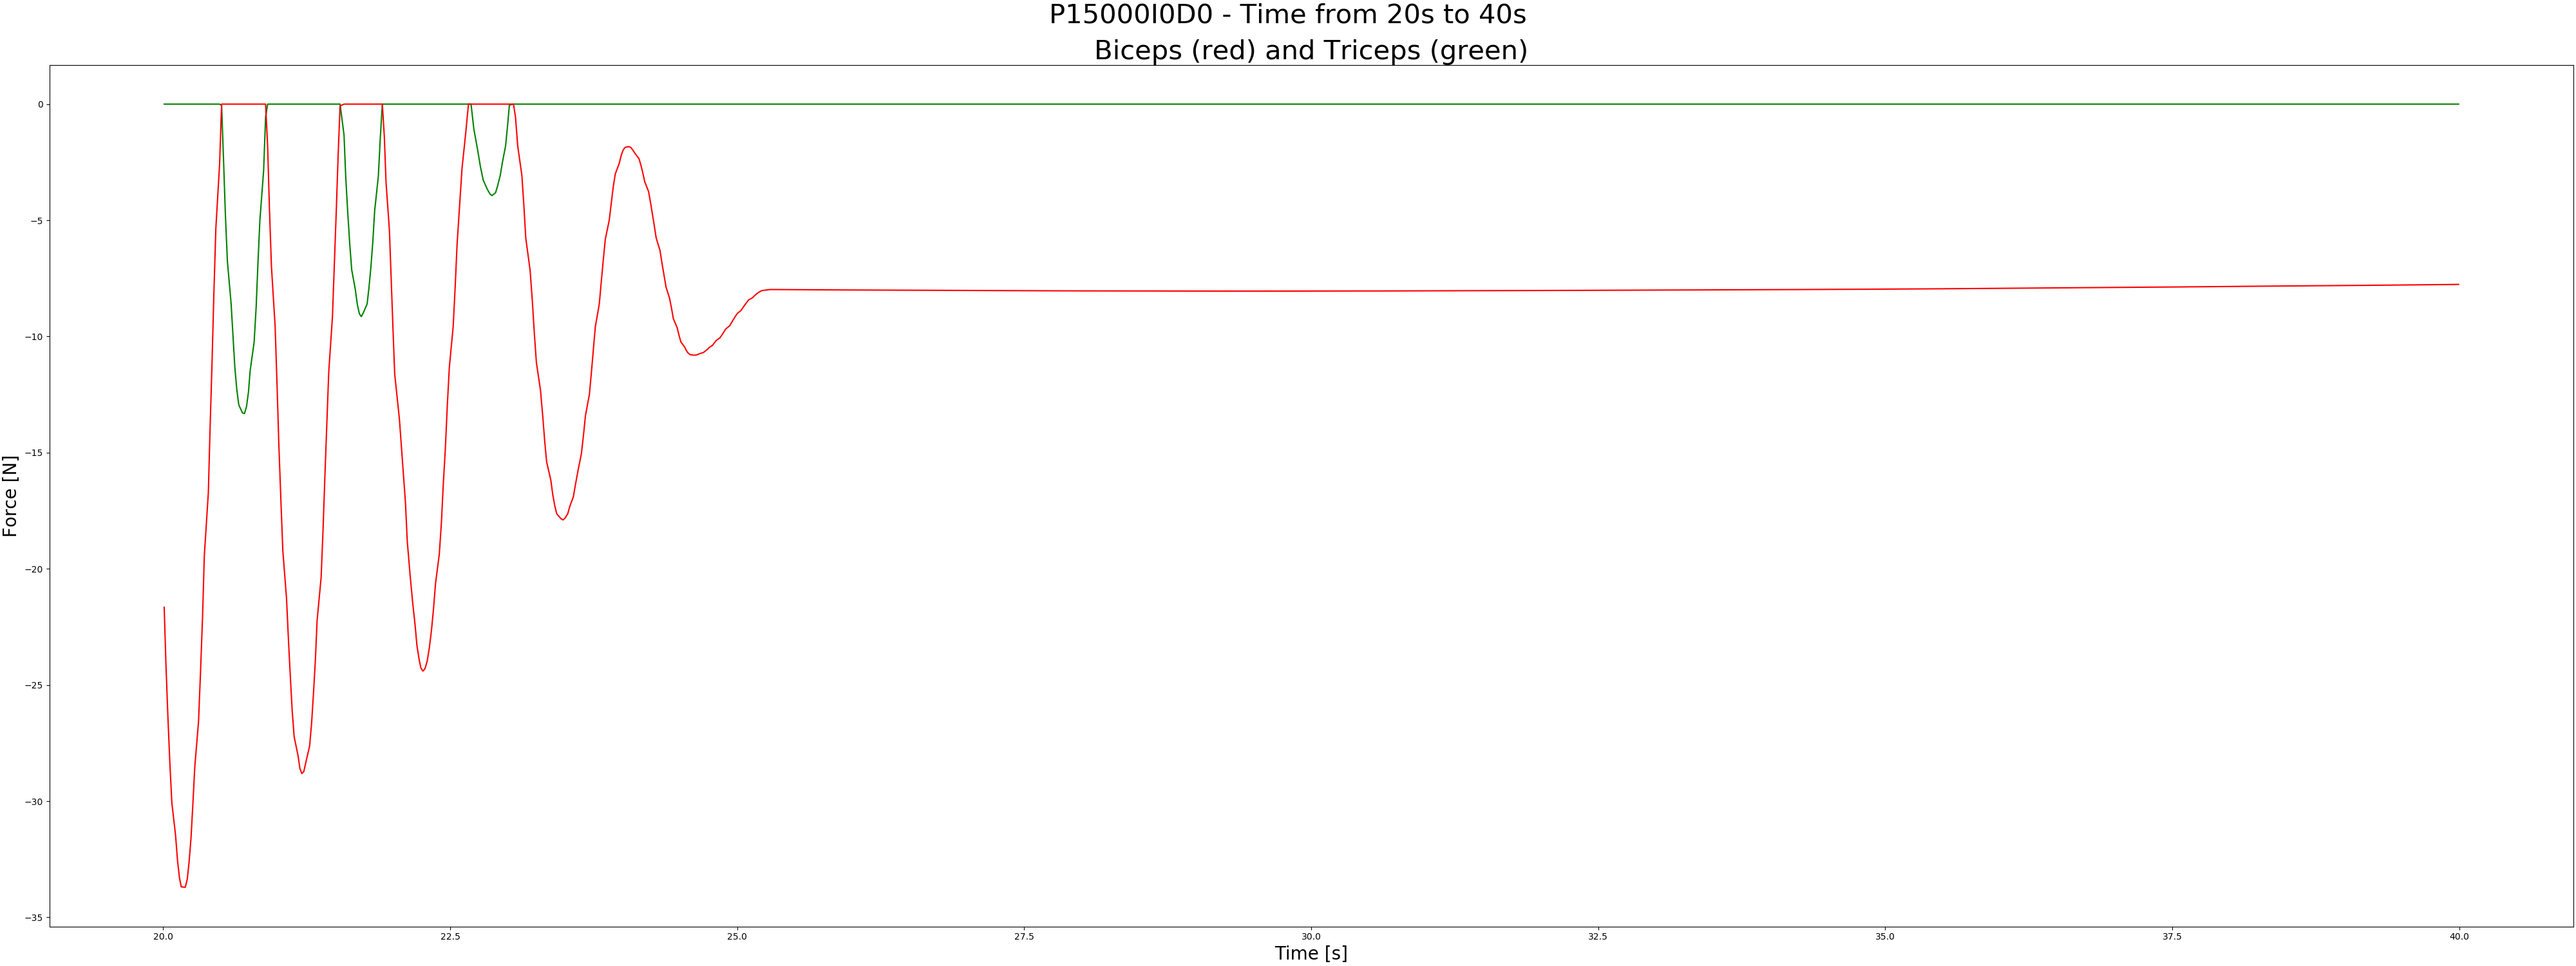 P15000I0D0 - Time from 20s to 40s
Biceps (red) and Triceps (green)
0
−5
−10
−15
−20
−25
−30
−35
Force [N]
20.0 22.5 25.0 27.5 30.0 32.5 35.0 37.5 40.0
Time [s]